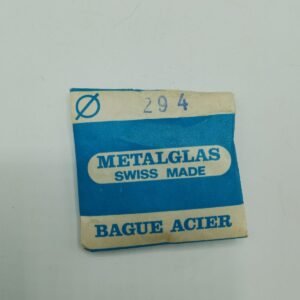 Ø 294
METALGLAS
SWISS MADE
BAGUE ACIER